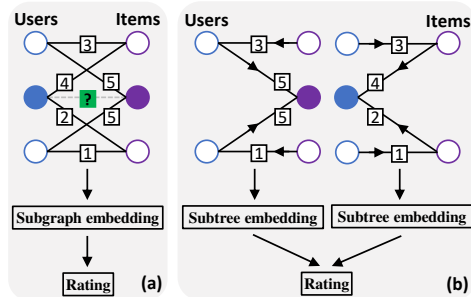 Users Items
3
4 5
?
2 5
1
Subgraph embedding
Rating
(a)
Users Items
3 3
5 4
5 2
1 1
Subtree embedding Subtree embedding
Rating
(b)